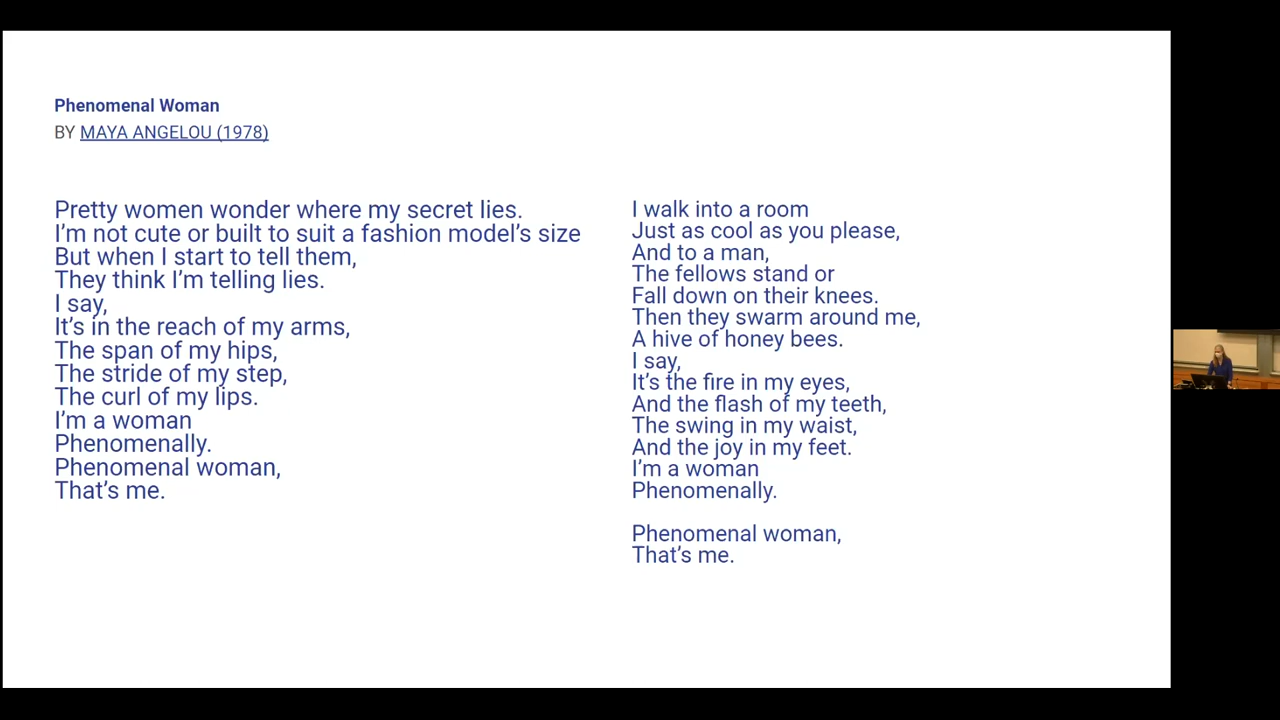 Phenomenal Woman
BY MAYA ANGELOU (1978)
Pretty women wonder where my secret lies.
I’m not cute or built to suit a fashion model’s size
But when I start to tell them,
They think I’m telling lies.
I say,
It’s in the reach of my arms,
The span of my hips,
The stride of my step,
The curl of my lips.
I’m a woman
Phenomenally.
Phenomenal woman,
That’s me.
I walk into a room
Just as cool as you please,
And to a man,
The fellows stand or
Fall down on their knees.
Then they swarm around me,
A hive of honey bees.
I say,
It’s the fire in my eyes,
And the flash of my teeth,
The swing in my waist,
And the joy in my feet.
I’m a woman
Phenomenally.
Phenomenal woman,
That’s me.